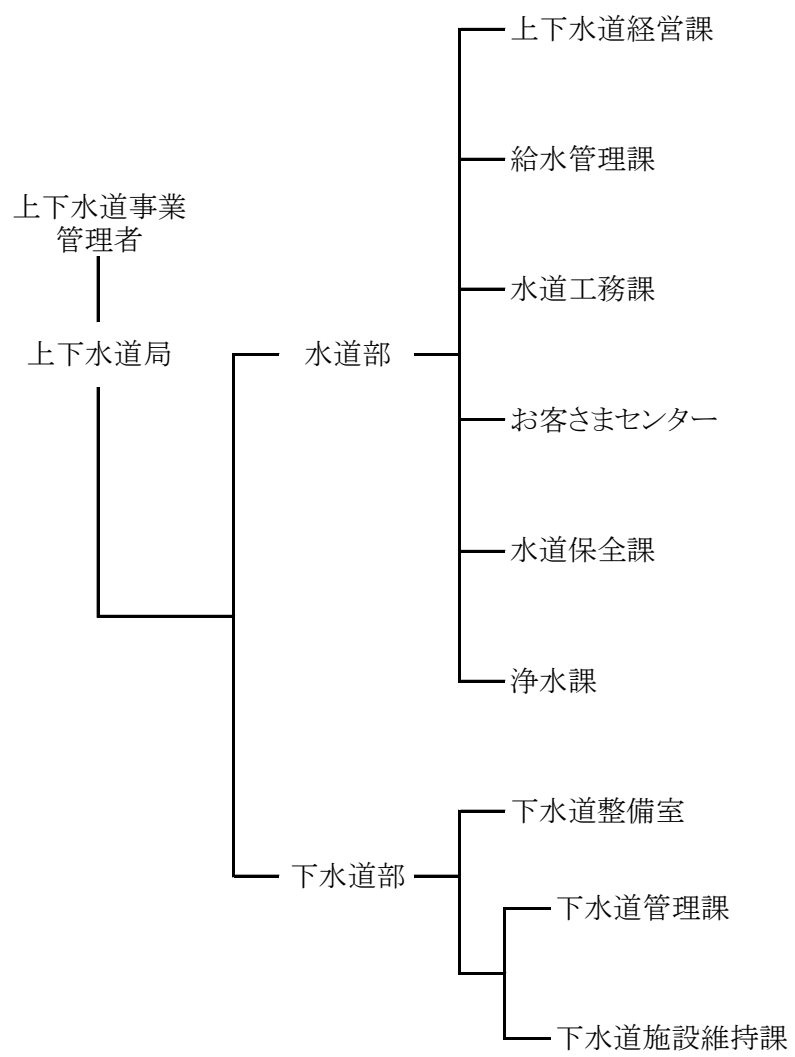 上下水道事業
管理者
上下水道局
水道部
上下水道経営課
給水管理課
水道工務課
お客さまセンター
水道保全課
浄水課
下水道部
下水道整備室
下水道管理課
下水道施設維持課